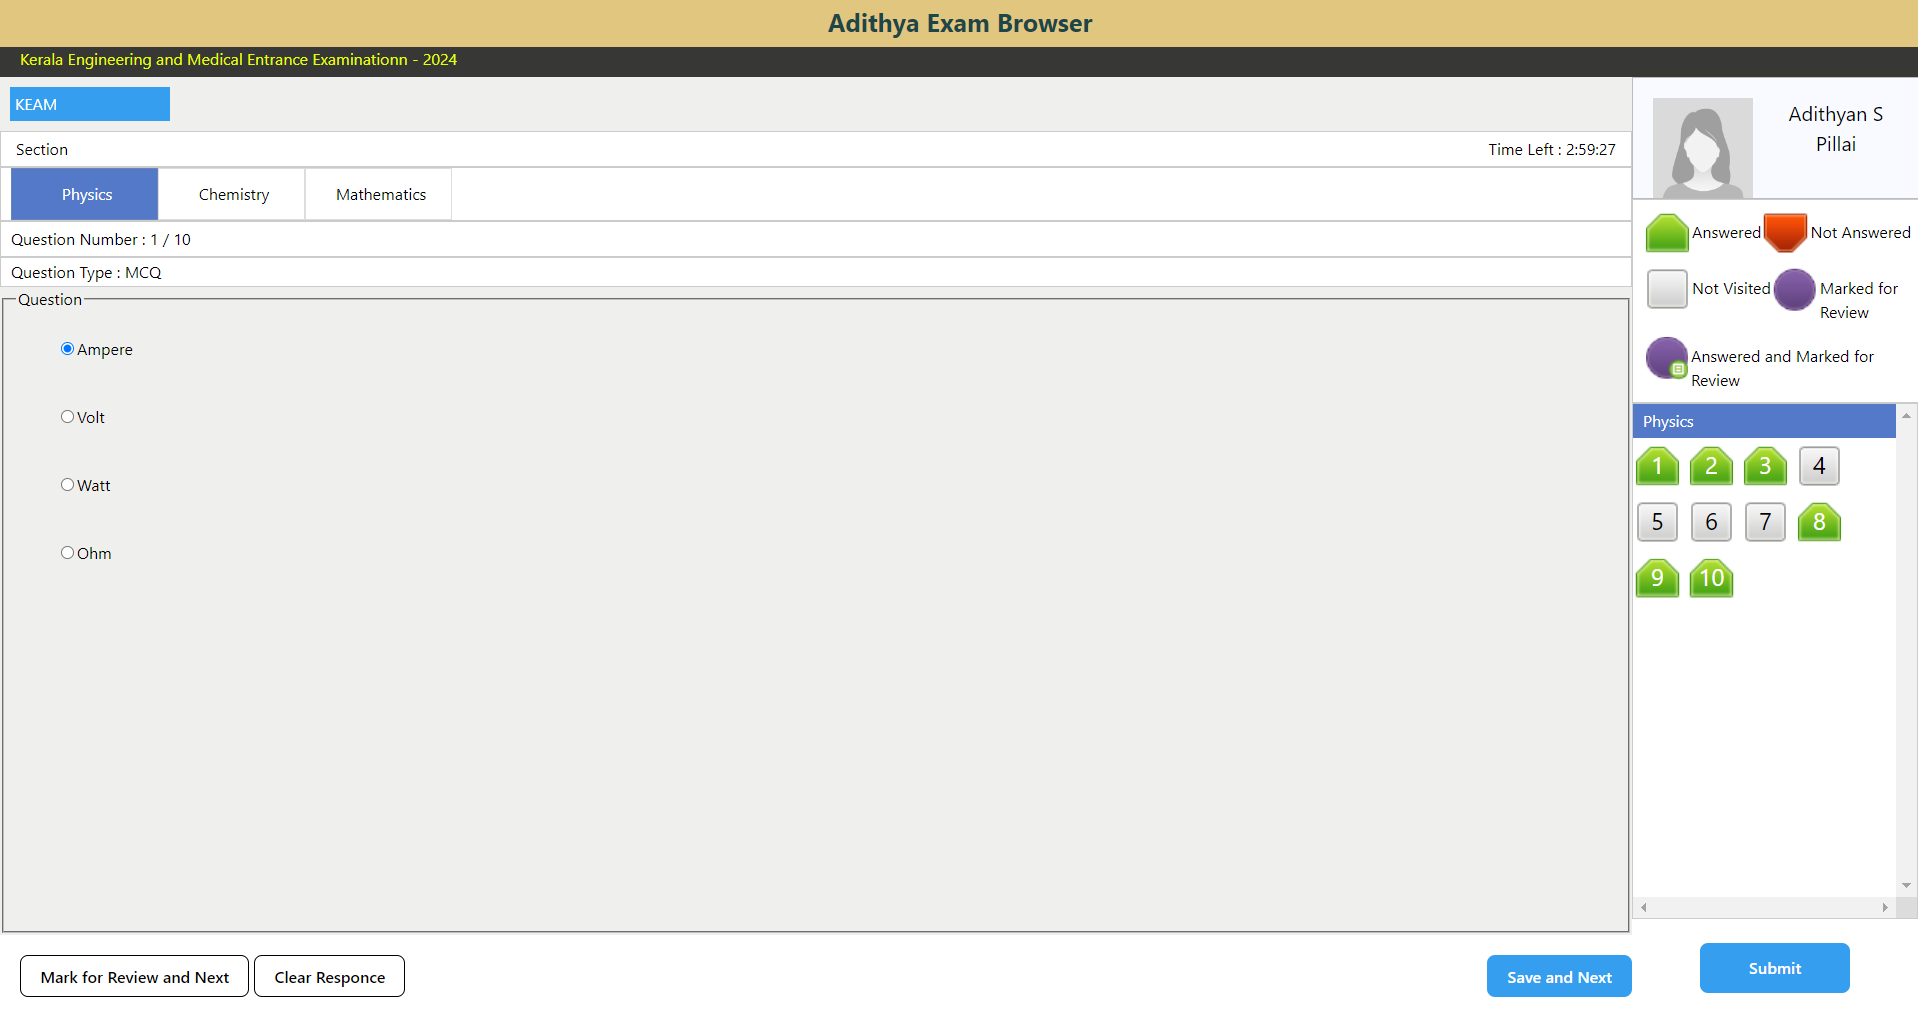 Adithya Exam Browser
Kerala Engineering and Medical Entrance Examinationn - 2024
KEAM
Section
Time Left : 2:59:27
Physics
Chemistry
Mathematics
Question Number : 1 / 10
Question Type : MCQ
Question
Ampere
Volt
Watt
Ohm
Mark for Review and Next
Clear Responce
Save and Next
Adithyan S
Pillai
Answered
Not Answered
Not Visited
Marked for
Review
Answered and Marked for
Review
Physics
1 2 3 4
5 6 7 8
9 10
Submit